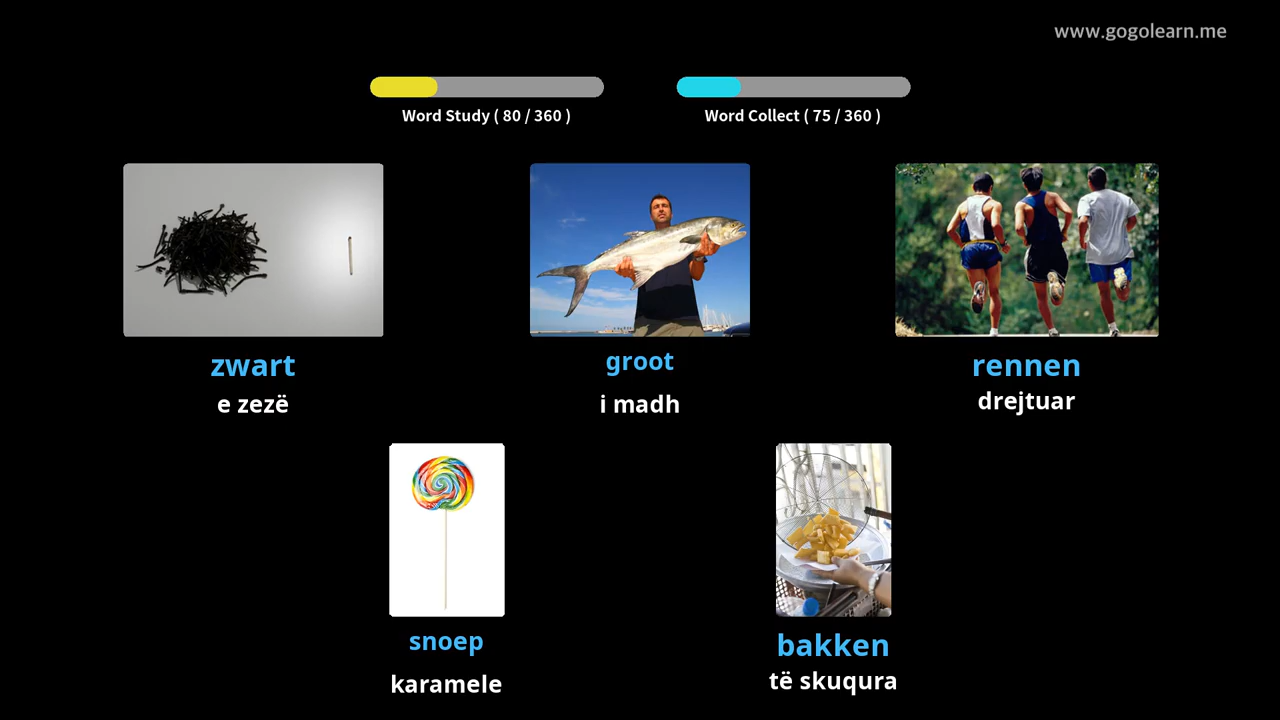 www.gogolearn.me
Word Study ( 80 / 360 )
Word Collect ( 75 / 360 )
zwart
e zezë
groot
i madh
rennen
drejtuar
snoep
karamele
bakken
të skuqura